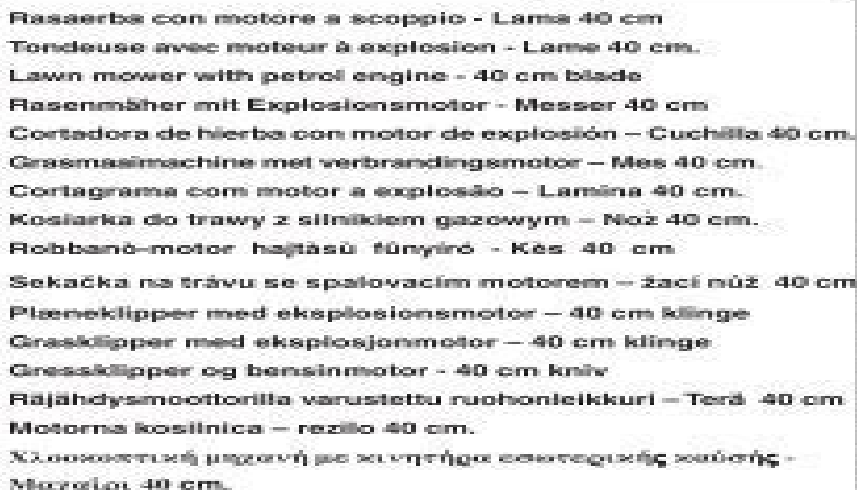 Rasaerba con motore a scoppio - Lama 40 cm
Tondeuse avec moteur à explosion - Lame 40 cm.
Lawn mower with petrol engine - 40 cm blade
Rasenmäher mit Explosionsmotor - Messer 40 cm
Cortadora de hierba con motor de explosión – Cuchilla 40 cm.
Grasmaaimachine met verbrandingsmotor – Mes 40 cm.
Cortagrama com motor a explosão – Lamina 40 cm.
Kosiarka do trawy z silnikiem gazowym – Noż 40 cm.
Robbanó-motor hajtàsù fűnyíró - Kès 40 cm
Sekačka na trávu se spalovacím motorem – žací nůž 40 cm
Plæneklipper med eksplosionsmotor – 40 cm klinge
Grasklipper med eksplosjonmotor – 40 cm klinge
Gressklipper og bensinmotor - 40 cm kniv
Räjähdysmoottorilla varustettu ruohonleikkuri – Terä 40 cm
Motorna kosilnica – rezilo 40 cm.
Χλοοκοπτική μηχανή με κινητήρα εσωτερικής καύσης -
Μαχαίρι 40 cm.